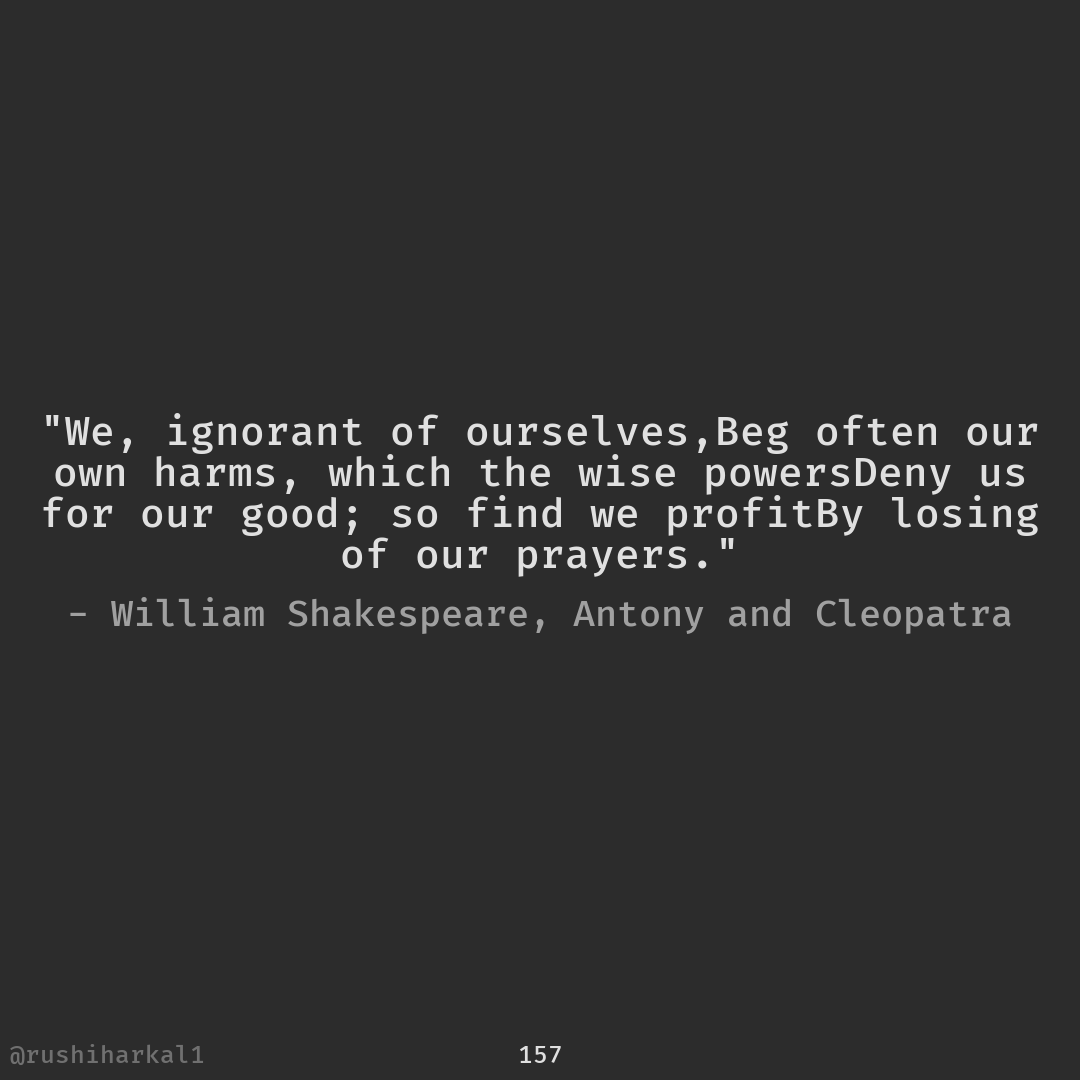 "We, ignorant of ourselves,Beg often our
own harms, which the wise powersDeny us
for our good; so find we profitBy losing
of our prayers."
- William Shakespeare, Antony and Cleopatra
@rushiharkal1
157